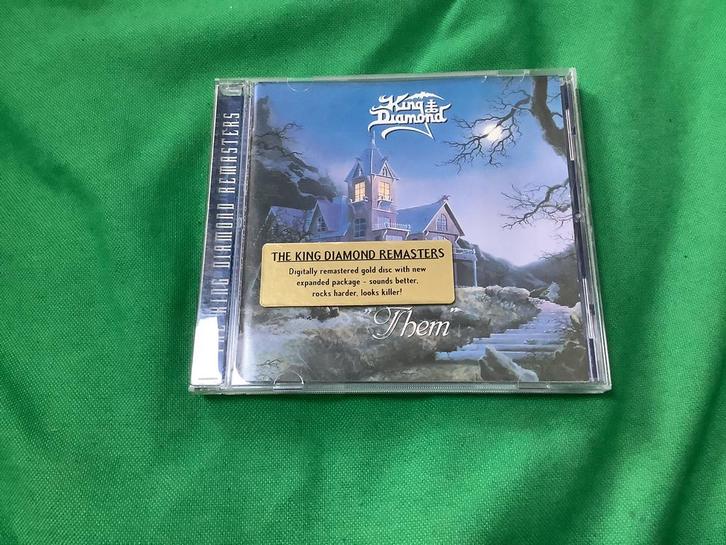 King
Diamond
THE KING DIAMOND REMASTERS
THE KING DIAMOND REMASTERS
Digitally remastered gold disc with new
expanded package - sounds better,
rocks harder, looks killer!
"Them"